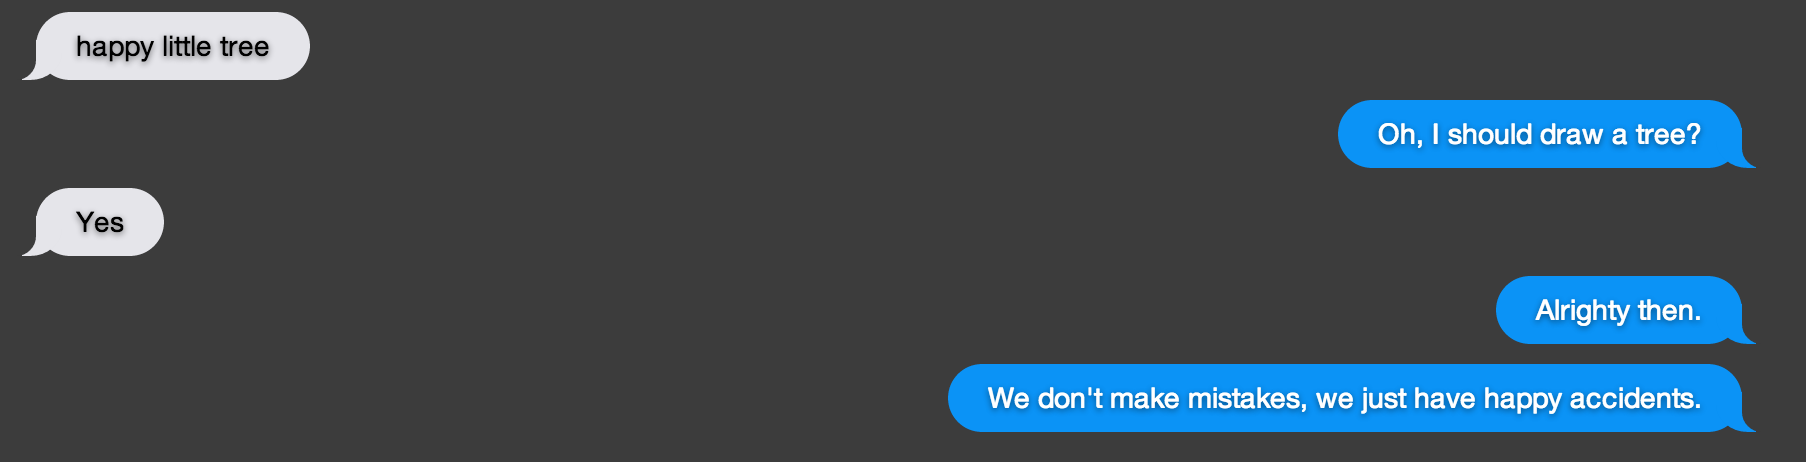 happy little tree
Oh, I should draw a tree?
Yes
Alrighty then.
We don't make mistakes, we just have happy accidents.